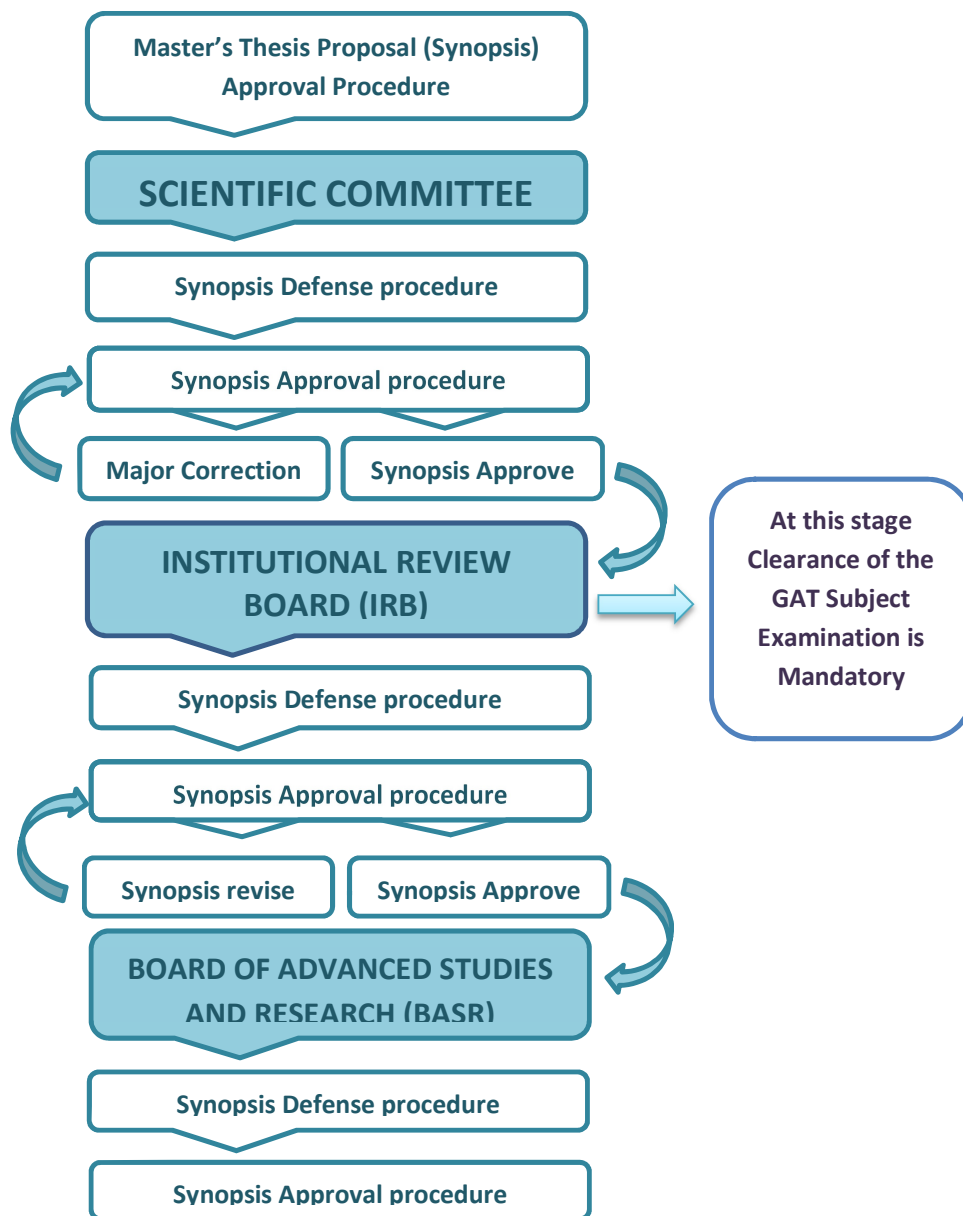 Master’s Thesis Proposal (Synopsis)
Approval Procedure
SCIENTIFIC COMMITTEE
Synopsis Defense procedure
Synopsis Approval procedure
Major Correction
Synopsis Approve
INSTITUTIONAL REVIEW
BOARD (IRB)
At this stage
Clearance of the
GAT Subject
Examination is
Mandatory
Synopsis Defense procedure
Synopsis Approval procedure
Synopsis revise
Synopsis Approve
BOARD OF ADVANCED STUDIES
AND RESEARCH (BASR)
Synopsis Defense procedure
Synopsis Approval procedure